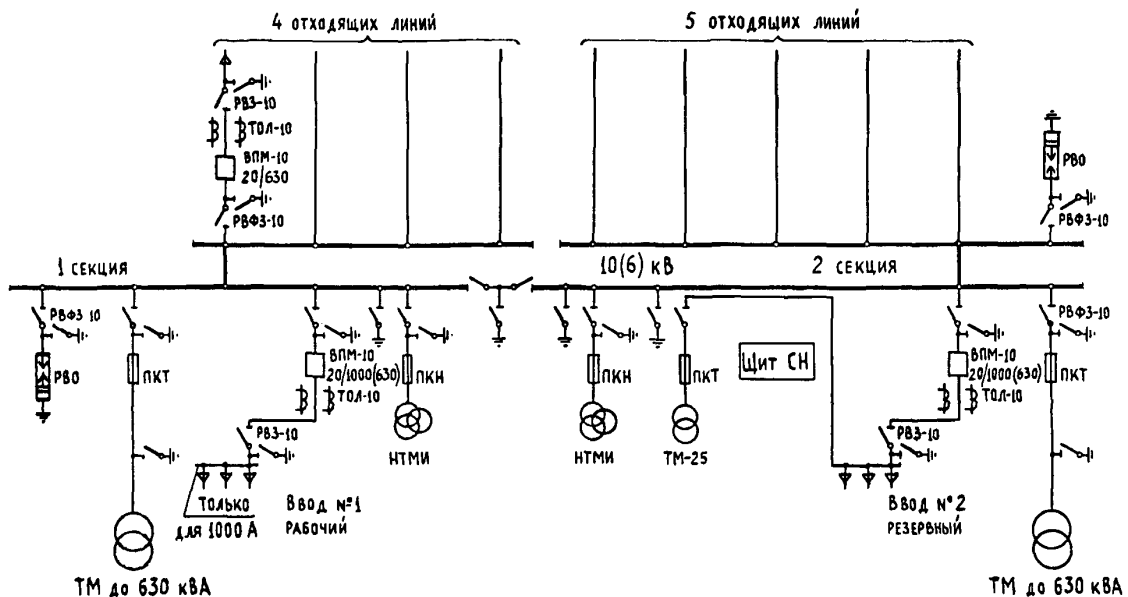 4 отходящих линий
5 отходящих линий
РВЗ-10
ТОЛ-10
ВПМ-10
20/630
РВФЗ-10
РВО
РВФЗ-10
1 секция
10(6) кВ
2 секция
РВФЗ 10
РВО
ПКТ
ВПМ-10
20/1000(630)
ТОЛ-10
ПКН
РВЗ-10
НТМИ
Только
для 1000 А
Ввод №1
рабочий
ТМ до 630 кВА
ПКН
НТМИ
ПКТ
ТМ-25
Щит СН
ВПМ-10
20/1000(630)
ТОЛ-10
РВЗ-10
Ввод №2
резервный
РВФЗ-10
ПКТ
ТМ до 630 кВА